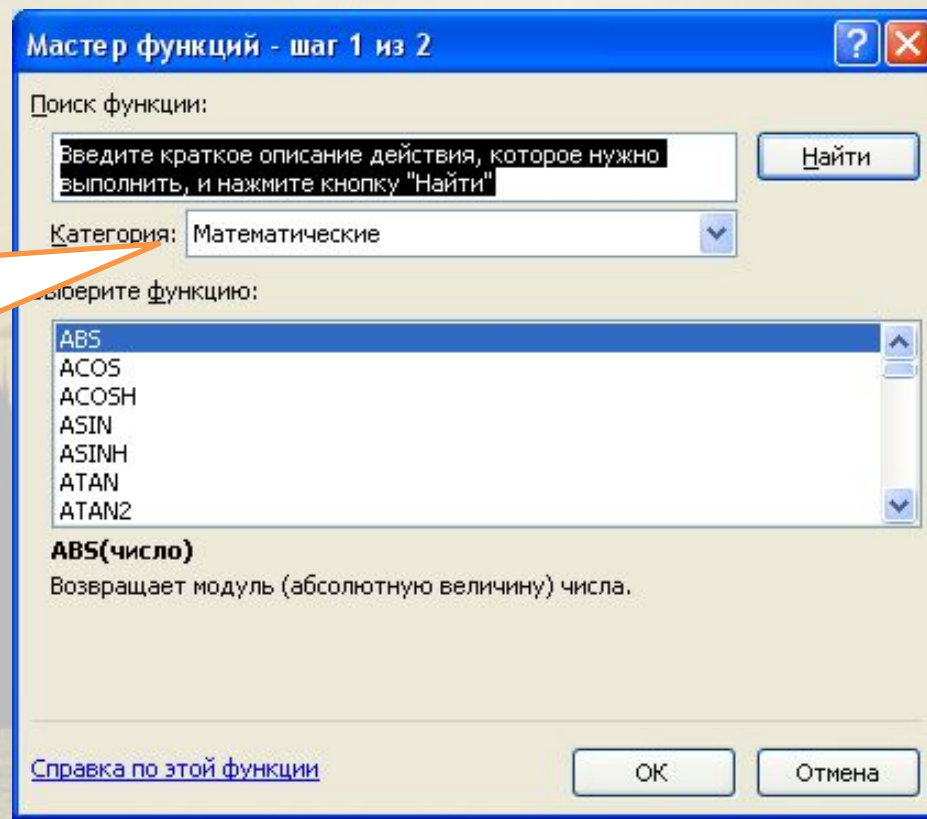 Мастер функций - шаг 1 из 2
Поиск функции:
Введите краткое описание действия, которое нужно
выполнить, и нажмите кнопку "Найти"
Найти
Категория: Математические
Выберите функцию:
ABS
ACOS
ACOSH
ASIN
ASINH
ATAN
ATAN2
ABS(число)
Возвращает модуль (абсолютную величину) числа.
Справка по этой функции
ОК
Отмена